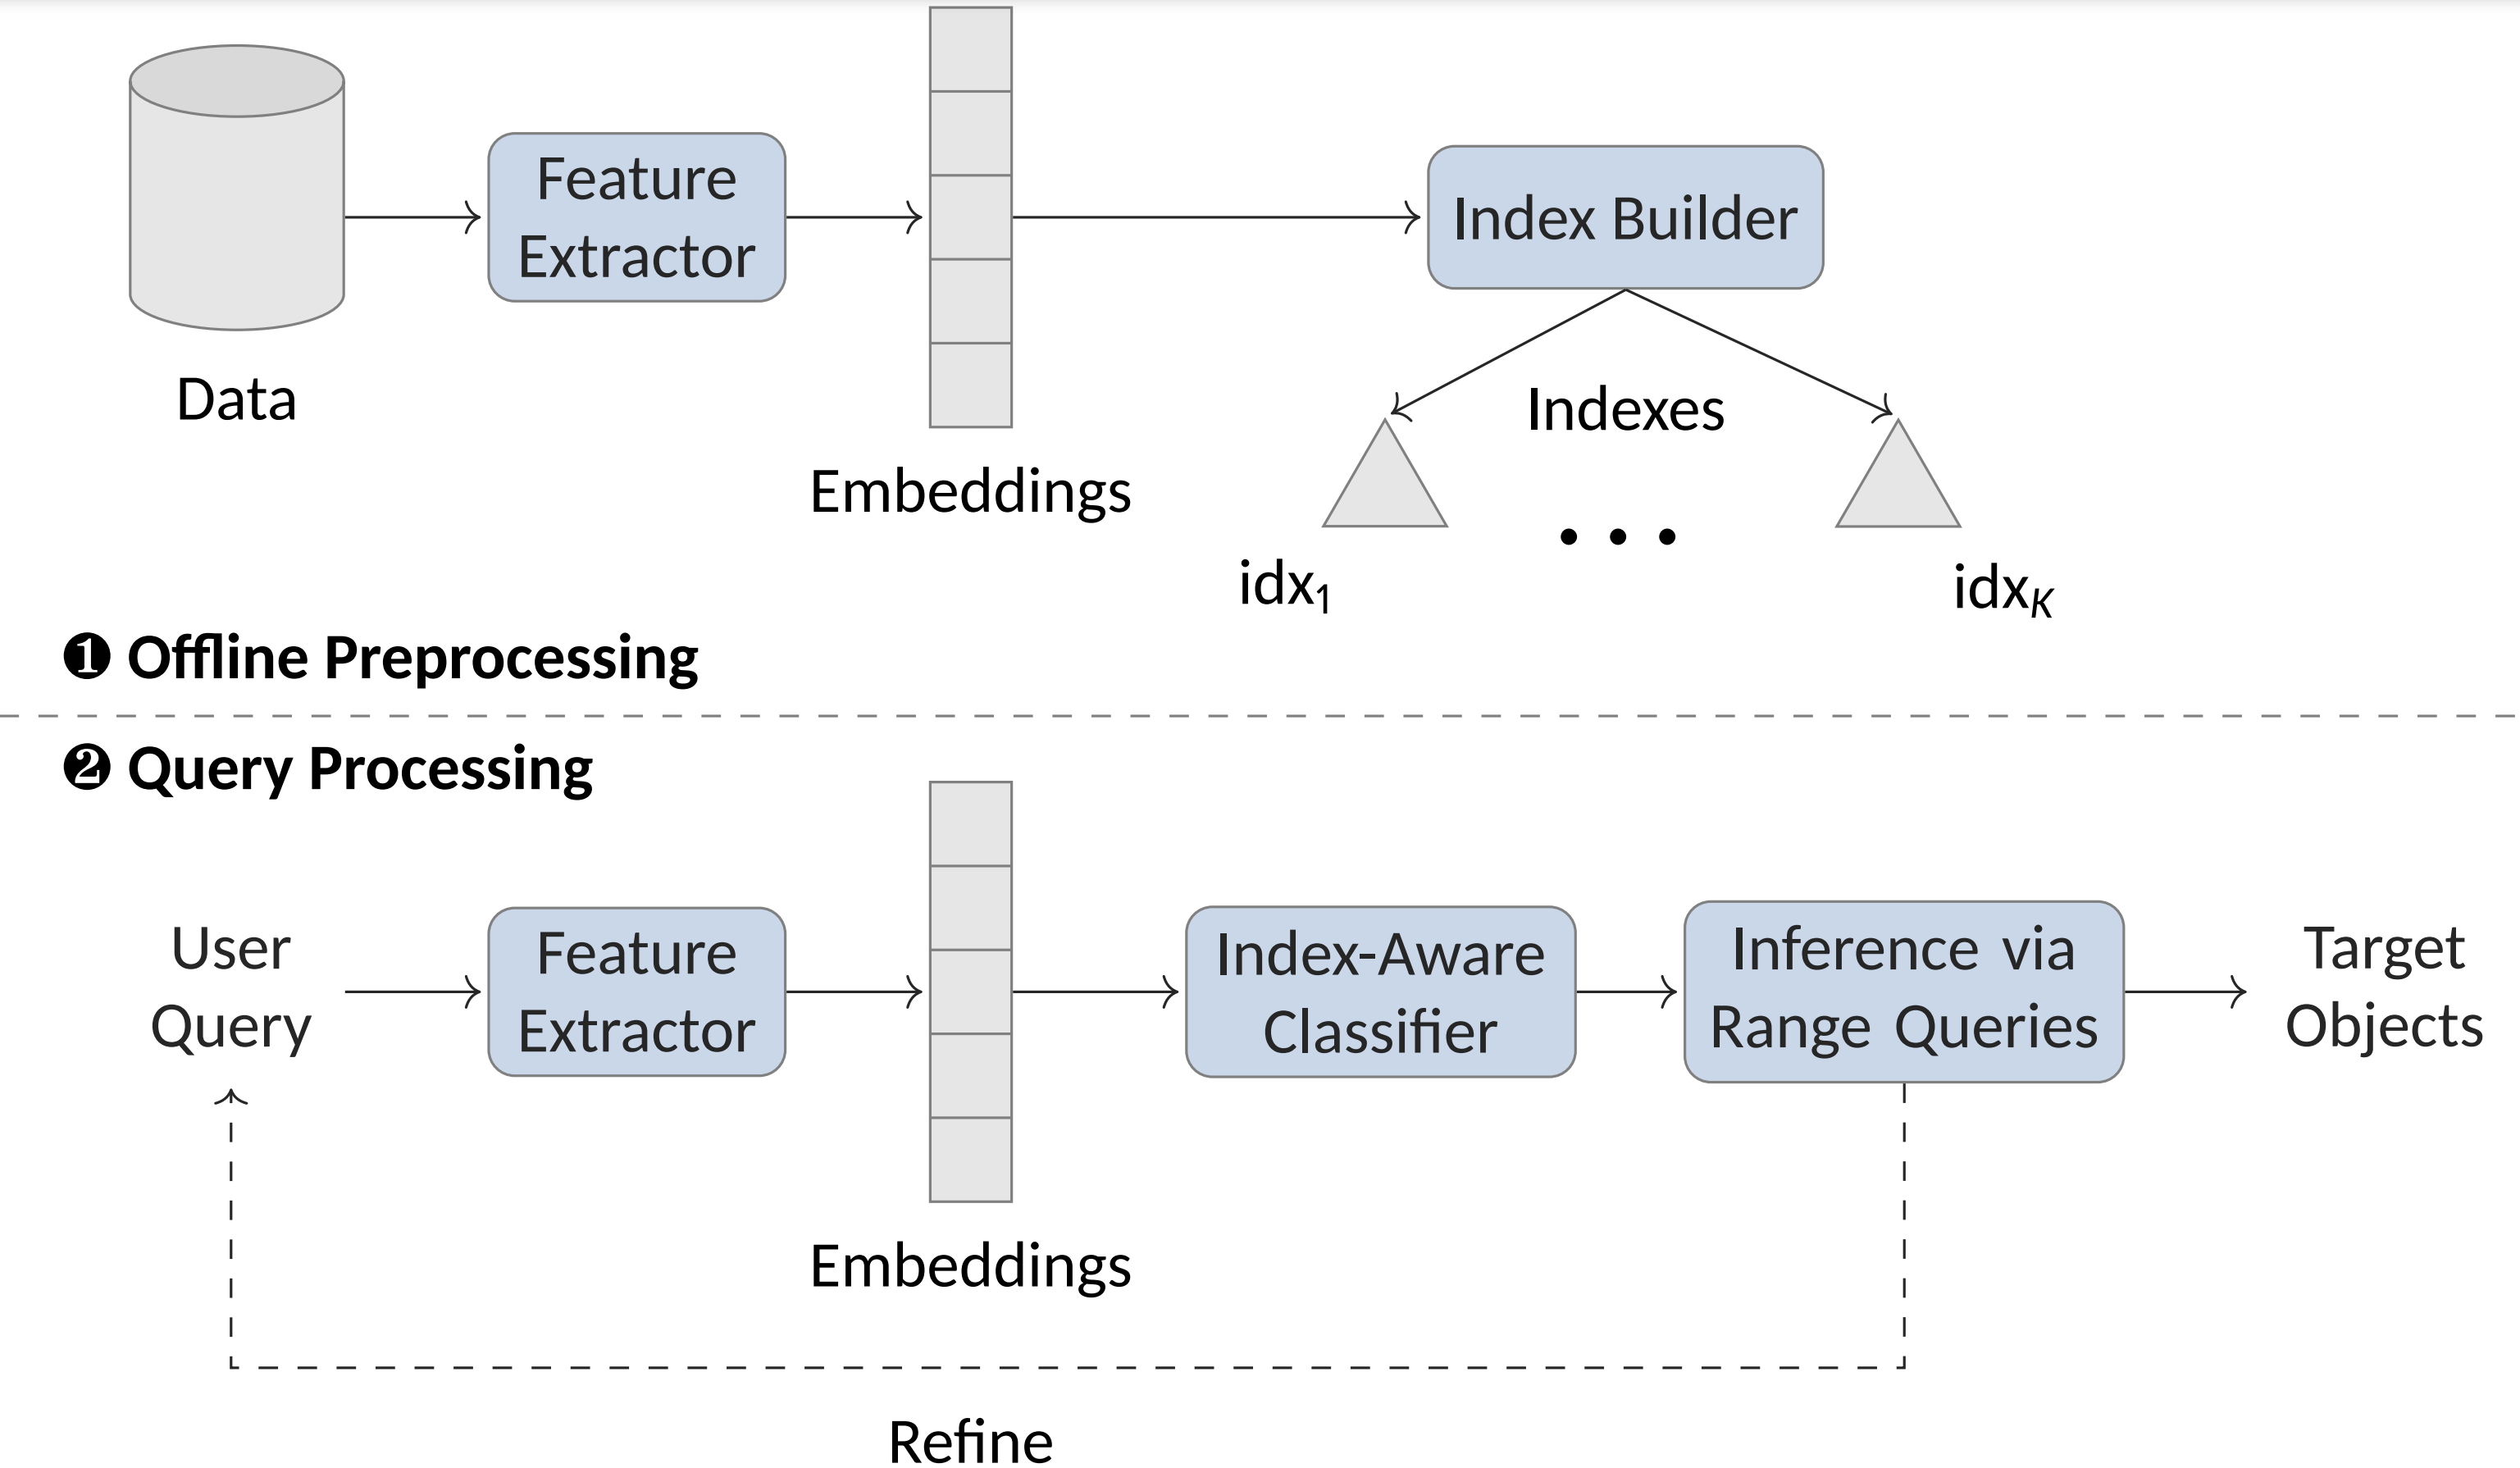 Feature
Extractor
Index Builder
Data
Indexes
Embeddings
idx₁
idx_K
❶ Offline Preprocessing
❷ Query Processing
User
Query
Feature
Extractor
Index-Aware
Classifier
Inference via
Range Queries
Target
Objects
Embeddings
Refine